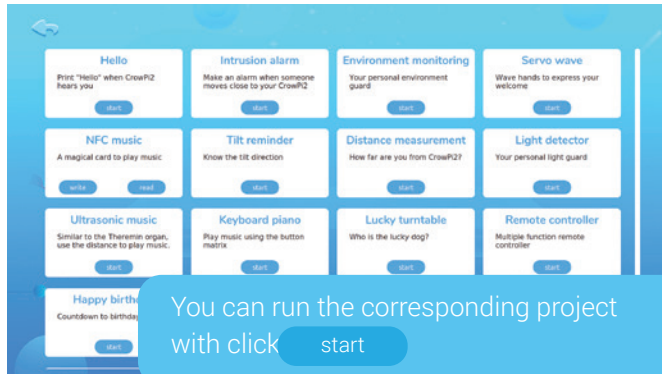 Hello
Print "Hello" when CrowPi2
hears you
start
Intrusion alarm
Make an alarm when someone
moves close to your CrowPi2
start
Environment monitoring
Your personal environment
guard
start
Servo wave
Wave hands to express your
welcome
start
NFC music
A magical card to play music
write
read
Tilt reminder
Know the tilt direction
start
Distance measurement
How far are you from CrowPi2?
start
Light detector
Your personal light guard
start
Ultrasonic music
Similar to the Theremin organ,
use the distance to play music.
start
Keyboard piano
Play music using the button
matrix
start
Lucky turntable
Who is the lucky dog?
start
Remote controller
Multiple function remote
controller
start
Happy birth
Countdown to birthday
start
You can run the corresponding project
with click start